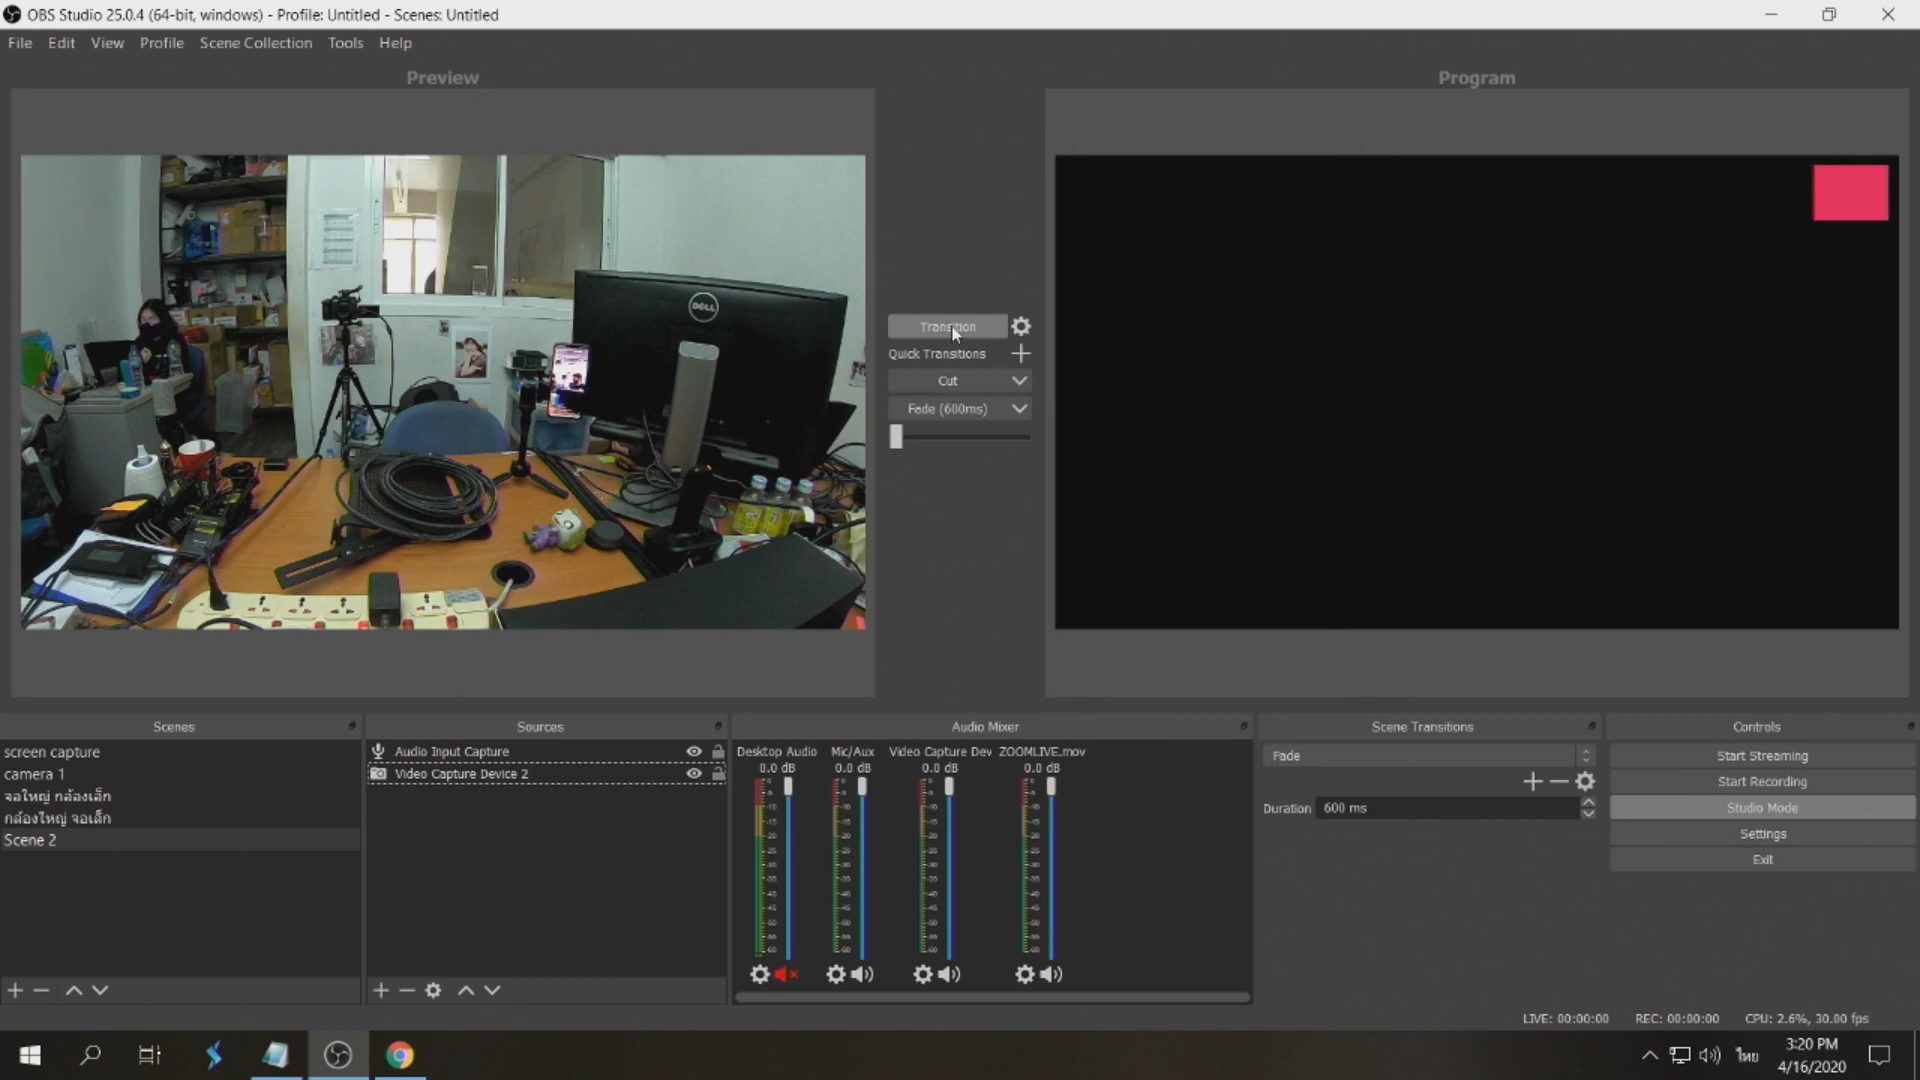 OBS Studio 25.0.4 (64-bit, windows) - Profile: Untitled - Scenes: Untitled
File Edit View Profile Scene Collection Tools Help
Preview
Program
DELL
Transition
Quick Transitions
Cut
Fade (600ms)
Scenes
screen capture
camera 1
จอใหญ่ กล้องเล็ก
กล้องใหญ่ จอเล็ก
Scene 2
Sources
Audio Input Capture
Video Capture Device 2
Audio Mixer
Desktop Audio Mic/Aux Video Capture Dev ZOOMLIVE.mov
0.0 dB 0.0 dB 0.0 dB 0.0 dB
Scene Transitions
Fade
Duration 600 ms
Controls
Start Streaming
Start Recording
Studio Mode
Settings
Exit
LIVE: 00:00:00 REC: 00:00:00 CPU: 2.6%, 30.00 fps
ไทย
3:20 PM
4/16/2020